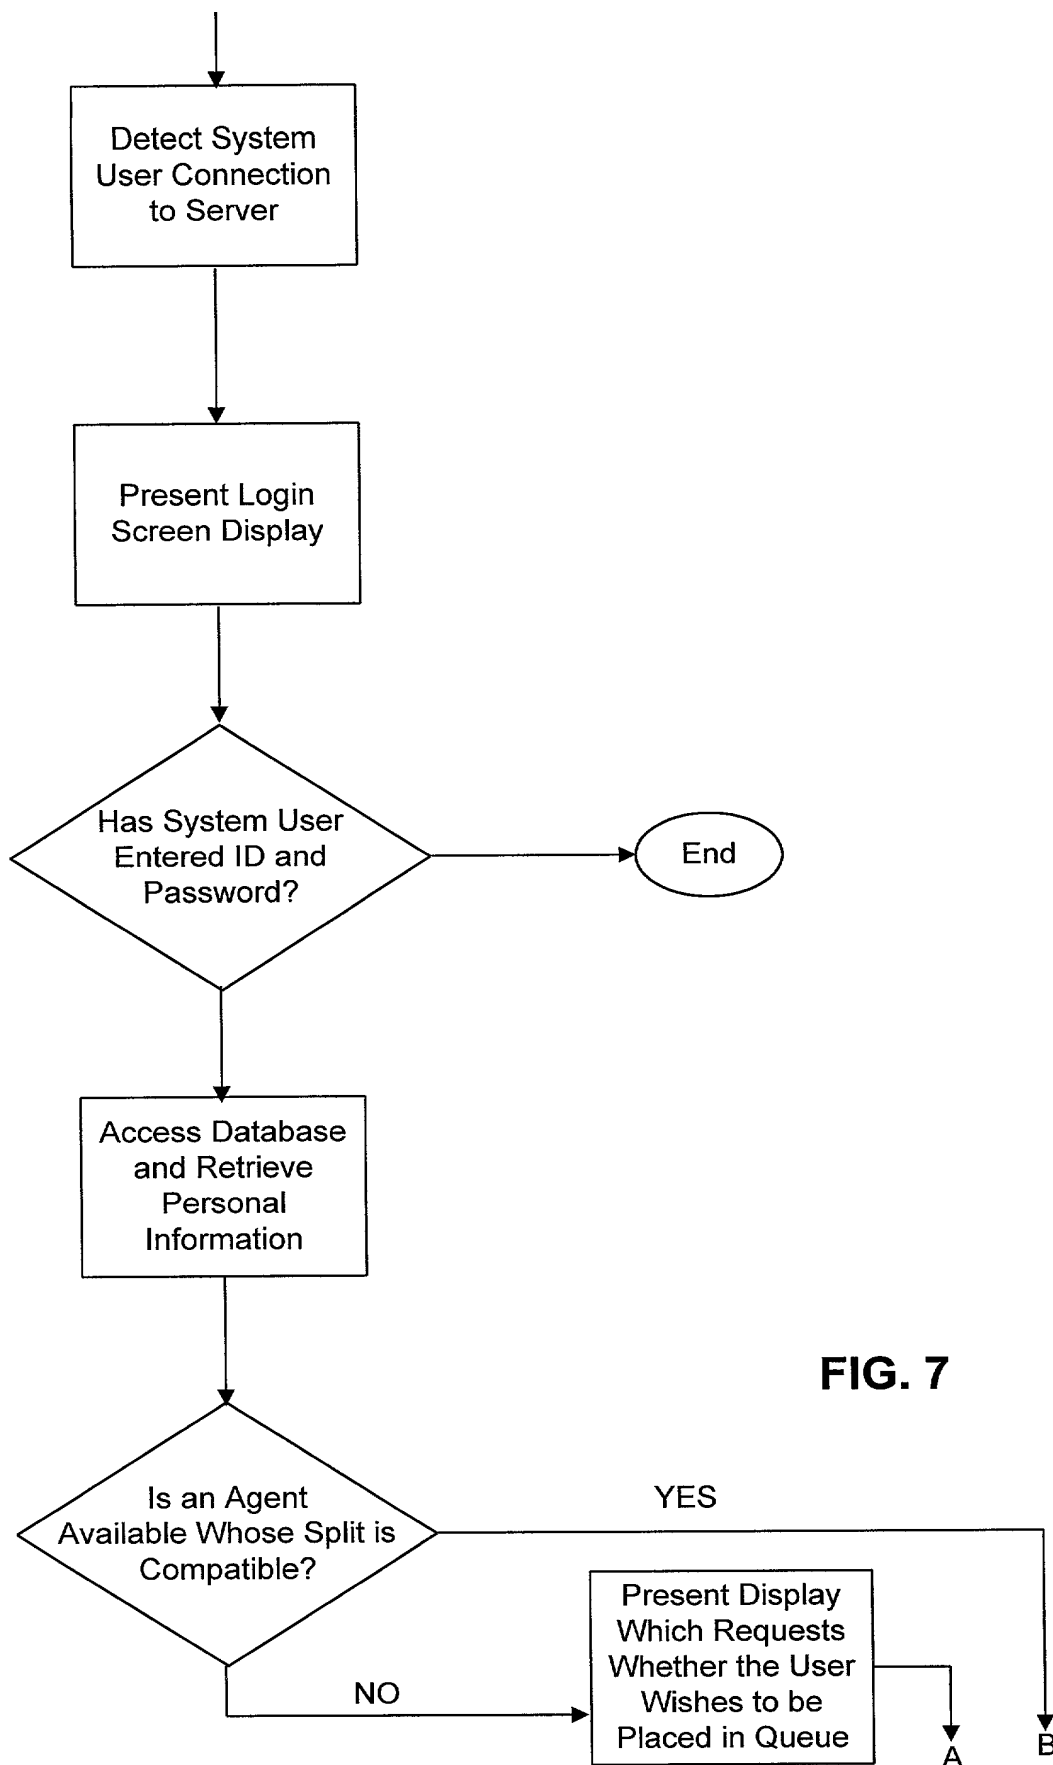 Detect System
User Connection
to Server
Present Login
Screen Display
Has System User
Entered ID and
Password?
End
Access Database
and Retrieve
Personal
Information
FIG. 7
Is an Agent
Available Whose Split is
Compatible?
YES
NO
Present Display
Which Requests
Whether the User
Wishes to be
Placed in Queue
A
B